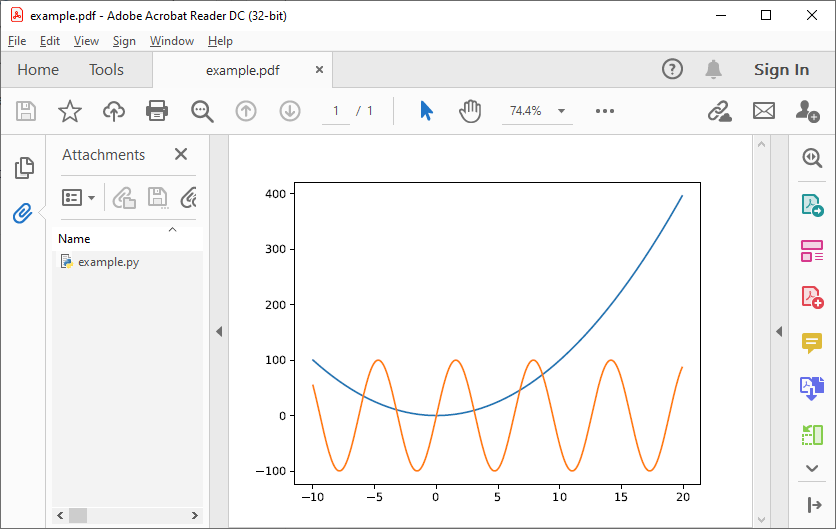 example.pdf - Adobe Acrobat Reader DC (32-bit)
File Edit View Sign Window Help
Home Tools example.pdf × ? Sign In
1 / 1 74.4%
Attachments
Name
example.py
400
300
200
100
0
−100
−10 −5 0 5 10 15 20